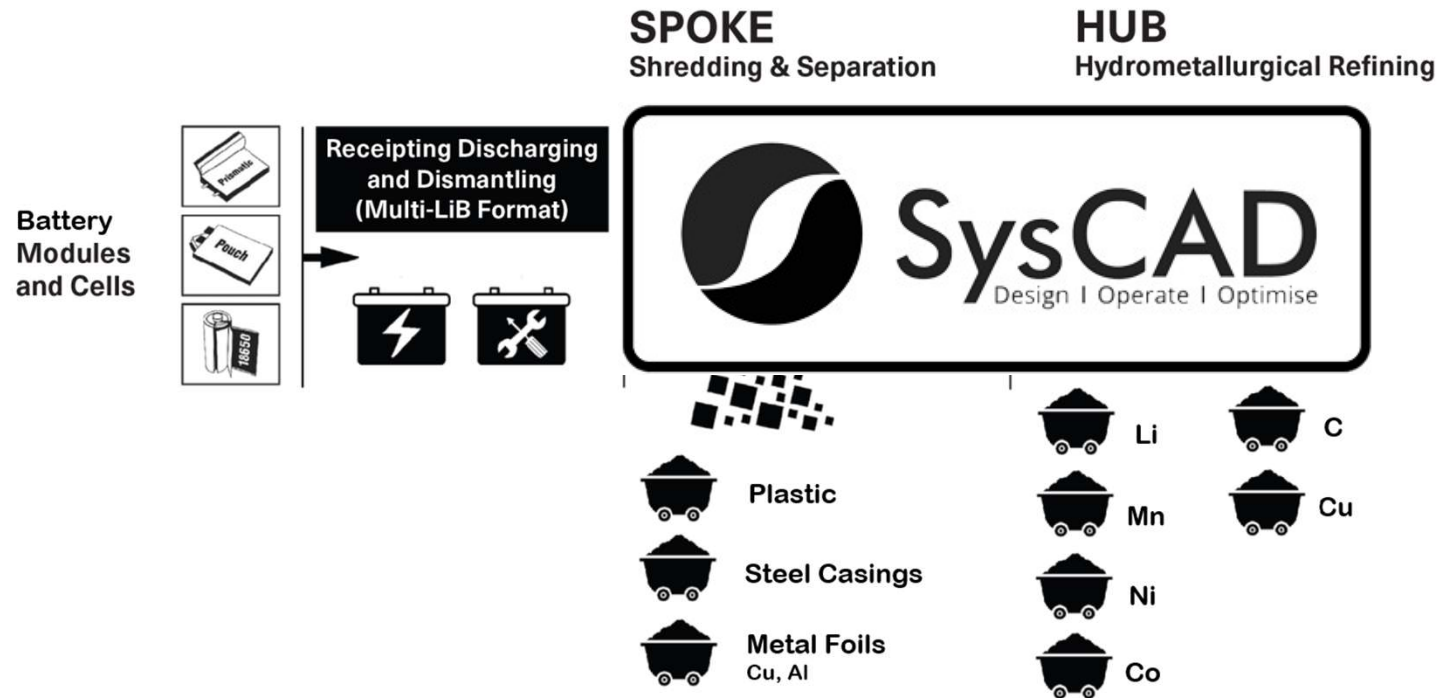 SPOKE
Shredding & Separation
HUB
Hydrometallurgical Refining
Battery
Modules
and Cells
Prismatic
Pouch
18650
Receipting Discharging
and Dismantling
(Multi-LiB Format)
SysCAD
Design I Operate I Optimise
Plastic
Steel Casings
Metal Foils
Cu, Al
Li
C
Mn
Cu
Ni
Co